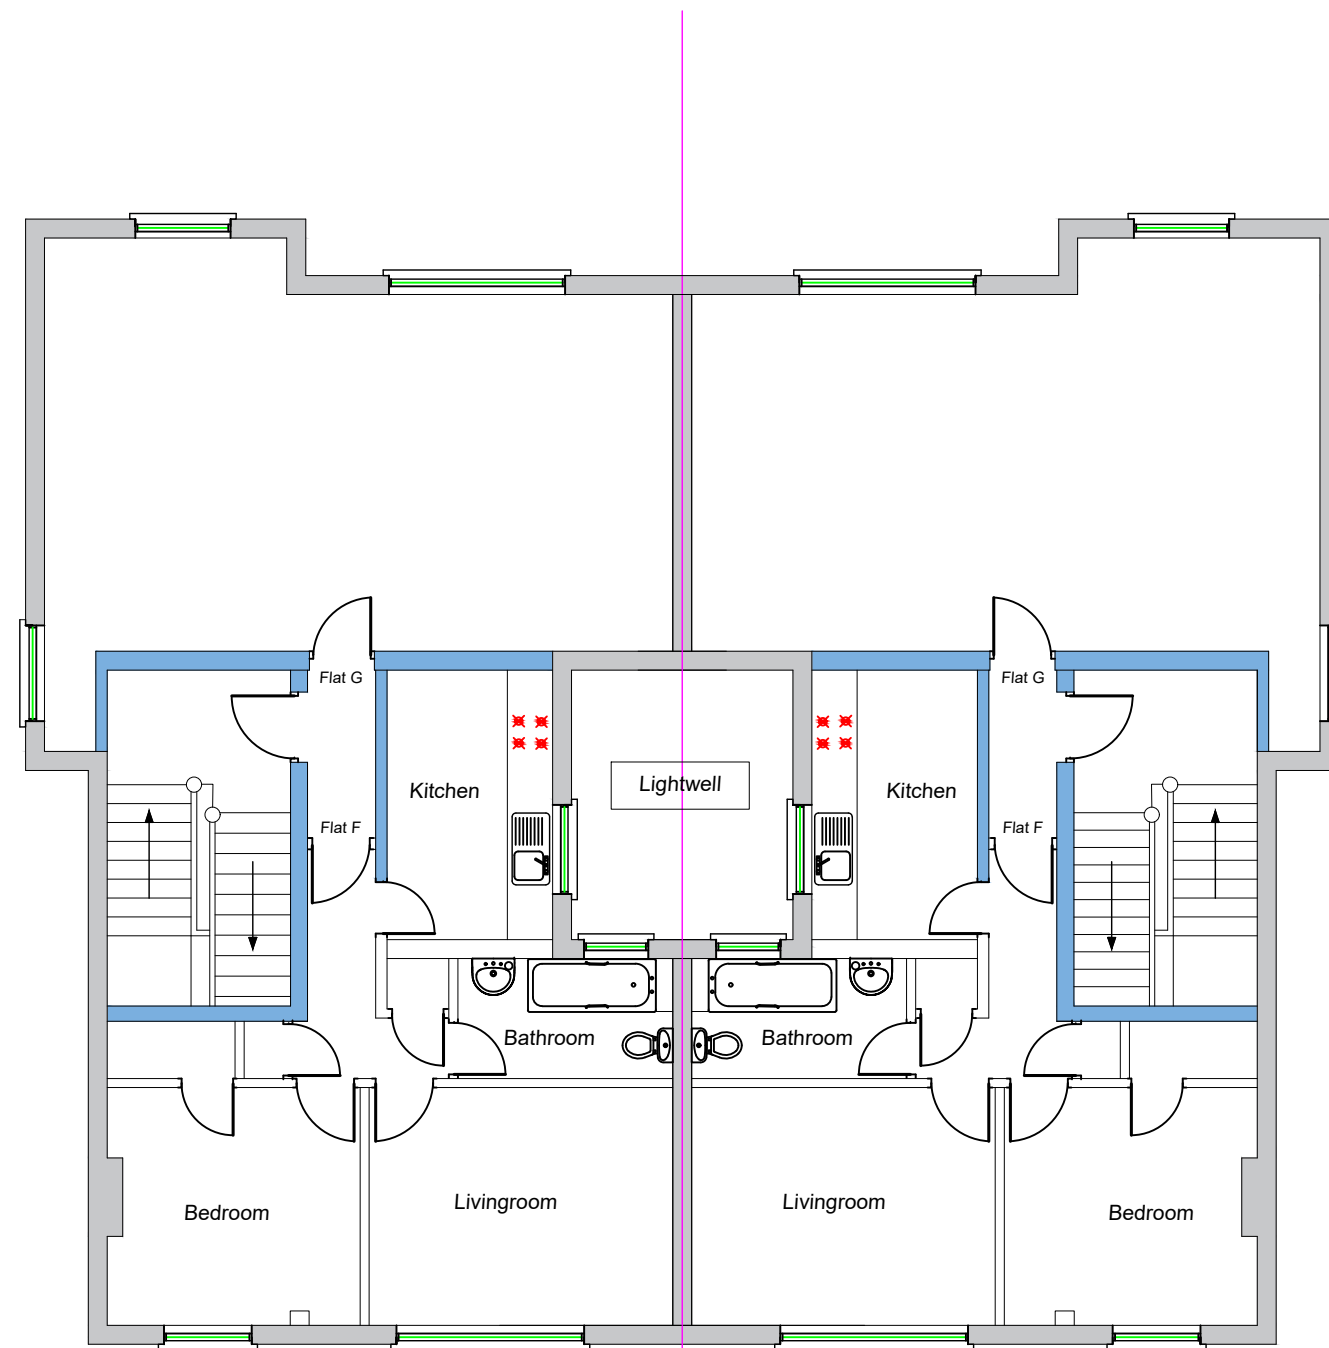 Flat G
Flat G
Kitchen
Lightwell
Kitchen
Flat F
Flat F
Bathroom
Bathroom
Livingroom
Livingroom
Bedroom
Bedroom